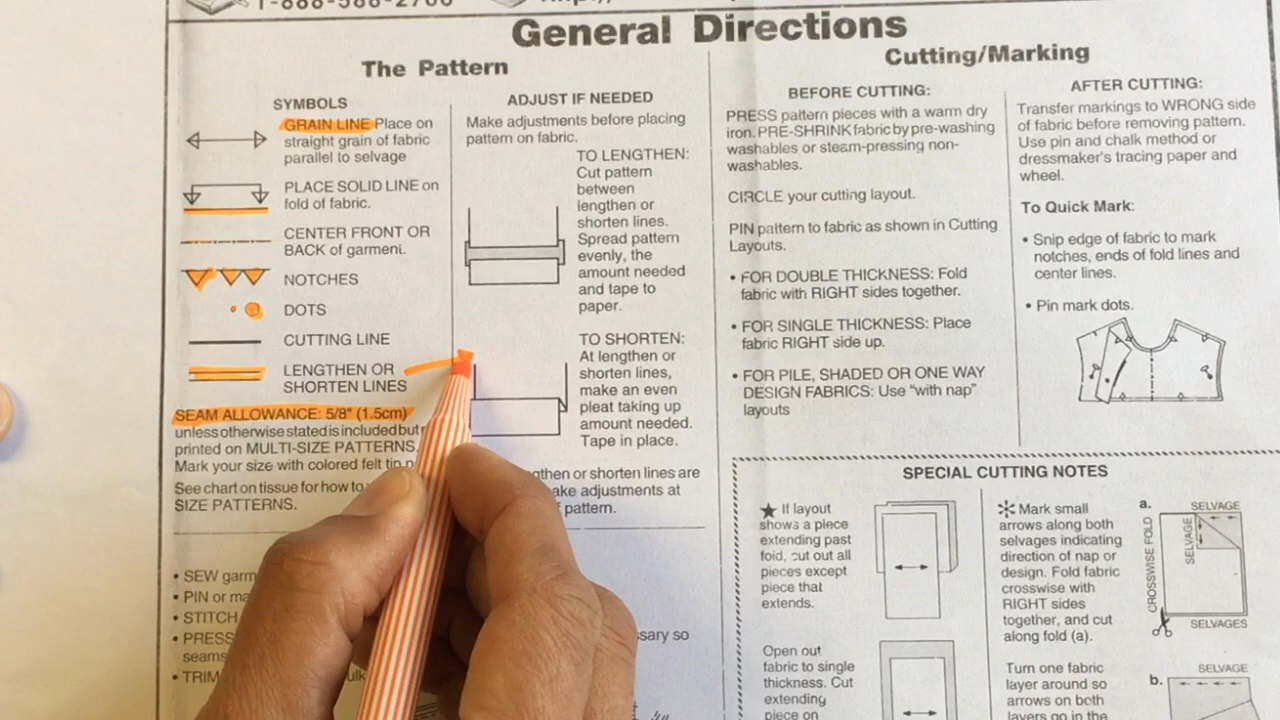 General Directions
The Pattern
SYMBOLS
GRAIN LINE Place on
straight grain of fabric
parallel to selvage
PLACE SOLID LINE on
fold of fabric.
CENTER FRONT OR
BACK of garment.
NOTCHES
DOTS
CUTTING LINE
LENGTHEN OR
SHORTEN LINES
SEAM ALLOWANCE: 5/8" (1.5cm)
unless otherwise stated is included but
printed on MULTI-SIZE PATTERNS.
Mark your size with colored felt tip
See chart on tissue for how to
SIZE PATTERNS.
ADJUST IF NEEDED
Make adjustments before placing
pattern on fabric.
TO LENGTHEN:
Cut pattern
between
lengthen or
shorten lines.
Spread pattern
evenly, the
amount needed
and tape to
paper.
TO SHORTEN:
At lengthen or
shorten lines,
make an even
pleat taking up
amount needed.
Tape in place.
or shorten lines are
adjustments at
pattern.
• SEW
• PIN or
• STITCH
• PRESS
seams
• TRIM
so
Cutting/Marking
BEFORE CUTTING:
PRESS pattern pieces with a warm dry
iron. PRE-SHRINK fabric by pre-washing
washables or steam-pressing non-
washables.
CIRCLE your cutting layout.
PIN pattern to fabric as shown in Cutting
Layouts.
• FOR DOUBLE THICKNESS: Fold
fabric with RIGHT sides together.
• FOR SINGLE THICKNESS: Place
fabric RIGHT side up.
• FOR PILE, SHADED OR ONE WAY
DESIGN FABRICS: Use "with nap"
layouts
AFTER CUTTING:
Transfer markings to WRONG side
of fabric before removing pattern.
Use pin and chalk method or
dressmaker's tracing paper and
wheel.
To Quick Mark:
• Snip edge of fabric to mark
notches, ends of fold lines and
center lines.
• Pin mark dots.
SPECIAL CUTTING NOTES
★ If layout
shows a piece
extending past
fold, cut out all
pieces except
piece that
extends.
Open out
fabric to single
thickness. Cut
extending
piece on
✻ Mark small
arrows along both
selvages indicating
direction of nap or
design. Fold fabric
crosswise with
RIGHT sides
together, and cut
along fold (a).
Turn one fabric
layer around so
arrows on both
layers go in the
a.
SELVAGE
SELVAGE
CROSSWISE FOLD
SELVAGES
b.
SELVAGE